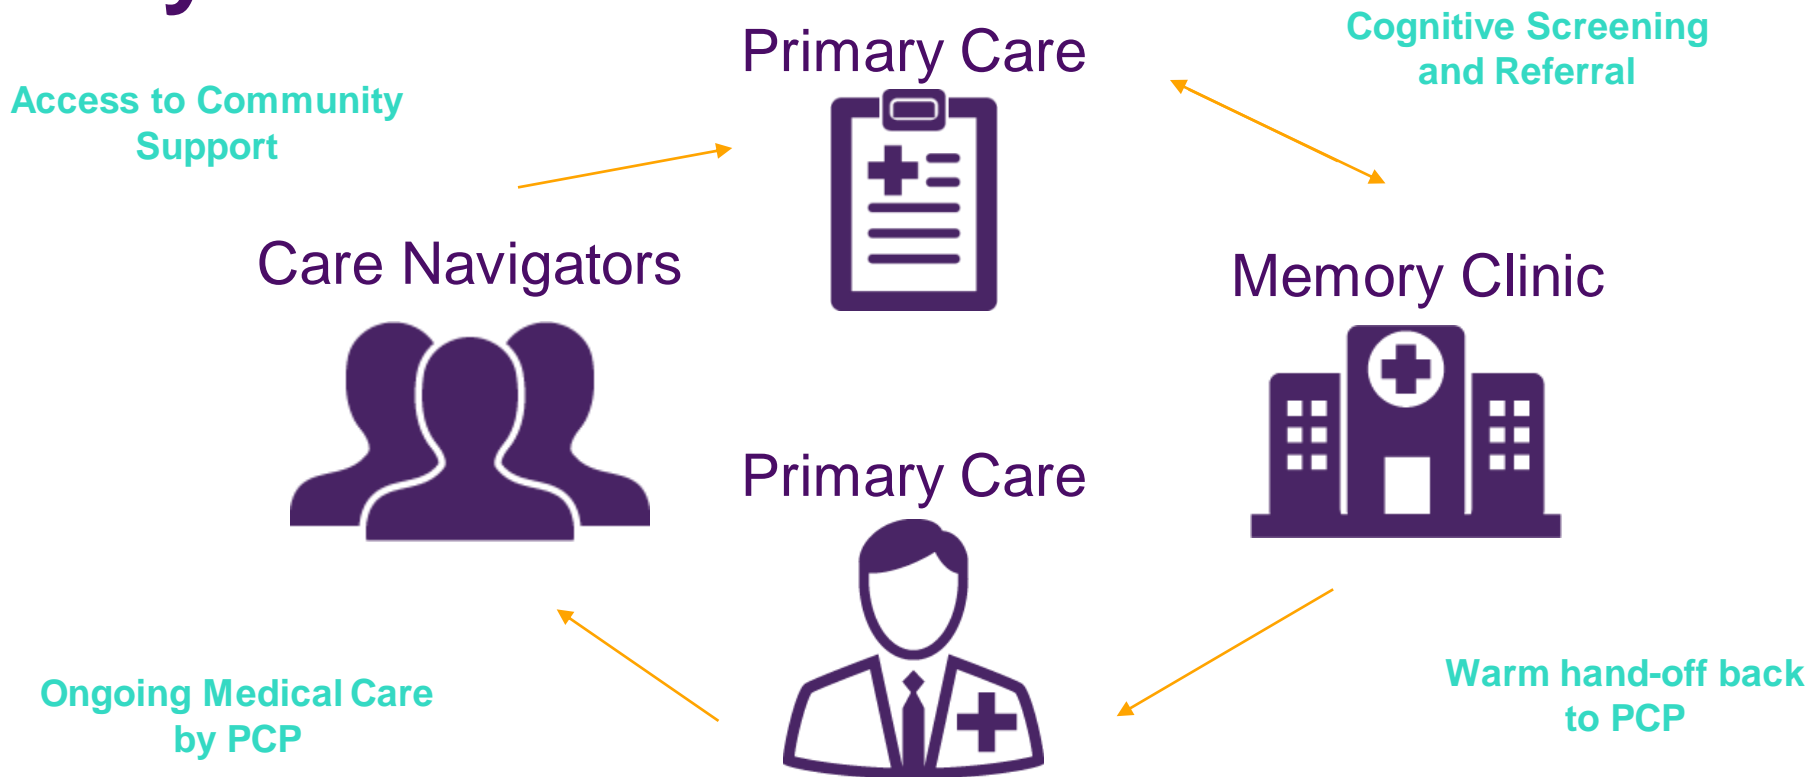 Primary Care
Cognitive Screening
and Referral
Access to Community
Support
Care Navigators
Memory Clinic
Primary Care
Ongoing Medical Care
by PCP
Warm hand-off back
to PCP